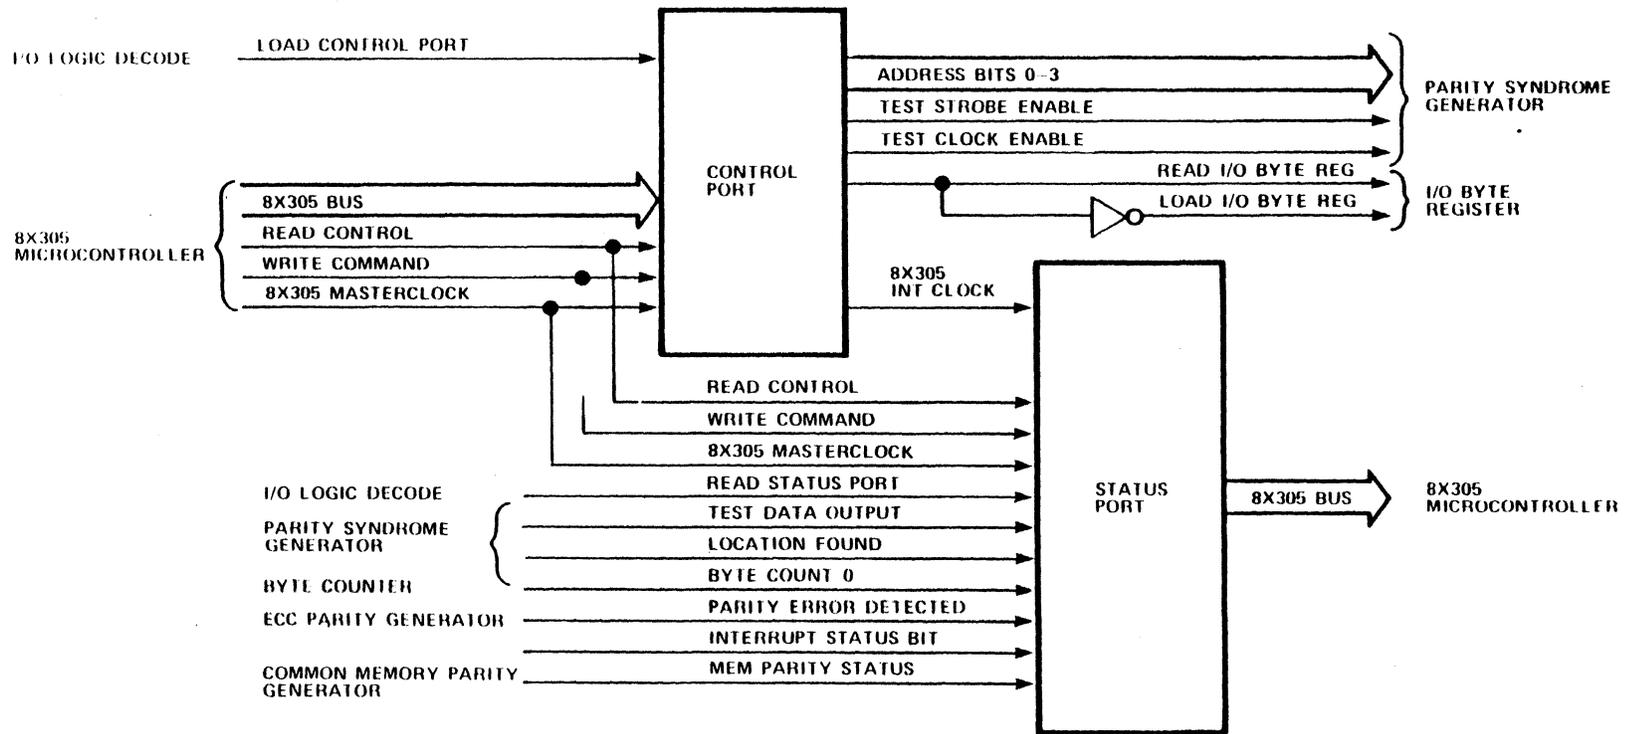 I/O LOGIC DECODE
LOAD CONTROL PORT
CONTROL
PORT
ADDRESS BITS 0-3
TEST STROBE ENABLE
TEST CLOCK ENABLE
PARITY SYNDROME
GENERATOR
READ I/O BYTE REG
LOAD I/O BYTE REG
I/O BYTE
REGISTER
8X305
MICROCONTROLLER
8X305 BUS
READ CONTROL
WRITE COMMAND
8X305 MASTERCLOCK
8X305
INT CLOCK
READ CONTROL
WRITE COMMAND
8X305 MASTERCLOCK
I/O LOGIC DECODE
READ STATUS PORT
PARITY SYNDROME
GENERATOR
TEST DATA OUTPUT
LOCATION FOUND
BYTE COUNTER
BYTE COUNT 0
ECC PARITY GENERATOR
PARITY ERROR DETECTED
INTERRUPT STATUS BIT
COMMON MEMORY PARITY
GENERATOR
MEM PARITY STATUS
STATUS
PORT
8X305 BUS
8X305
MICROCONTROLLER